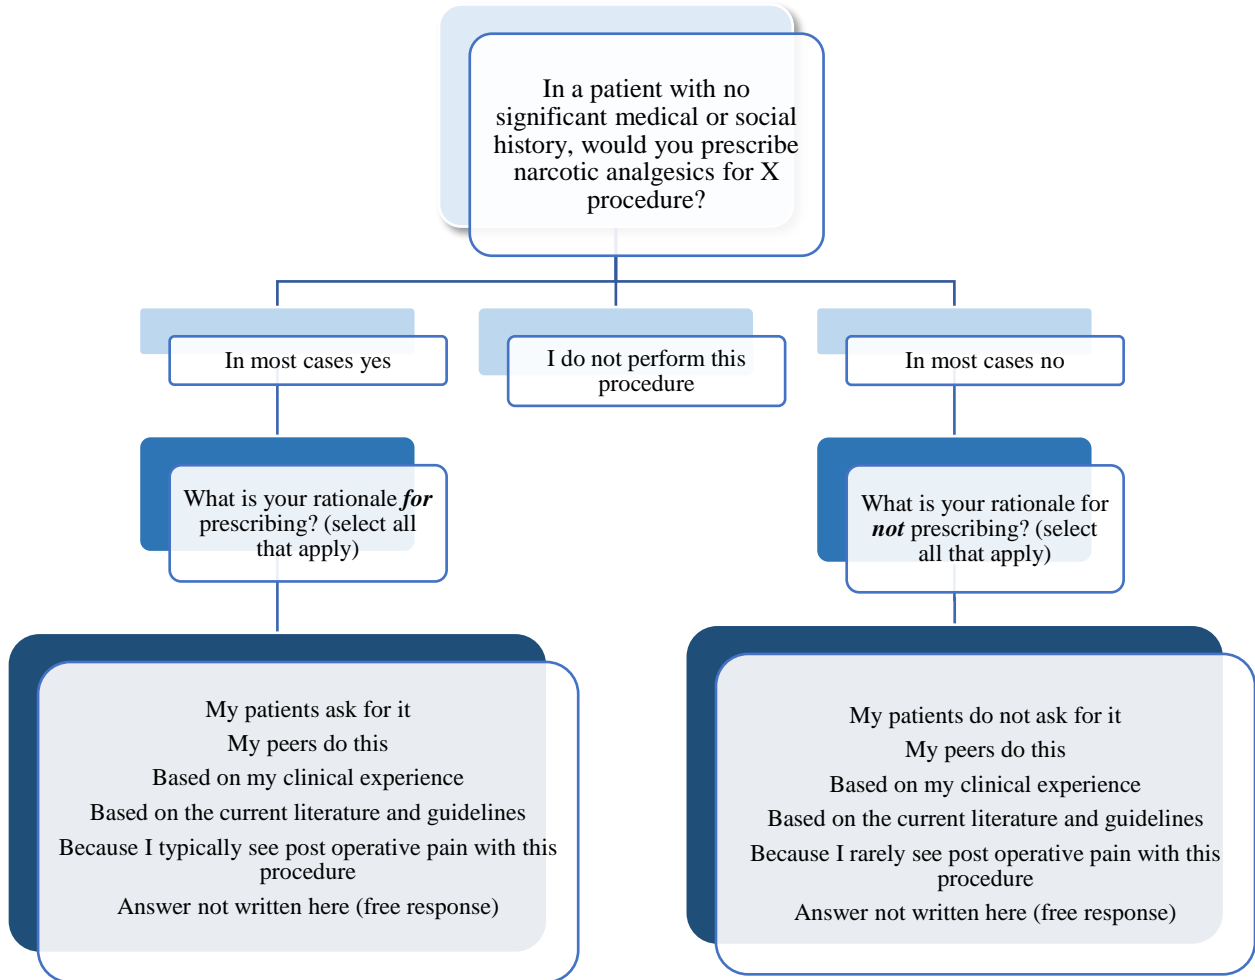 In a patient with no
significant medical or social
history, would you prescribe
narcotic analgesics for X
procedure?
In most cases yes
I do not perform this
procedure
In most cases no
What is your rationale for
prescribing? (select all
that apply)
What is your rationale for
not prescribing? (select
all that apply)
My patients ask for it
My peers do this
Based on my clinical experience
Based on the current literature and guidelines
Because I typically see post operative pain with this
procedure
Answer not written here (free response)
My patients do not ask for it
My peers do this
Based on my clinical experience
Based on the current literature and guidelines
Because I rarely see post operative pain with this
procedure
Answer not written here (free response)